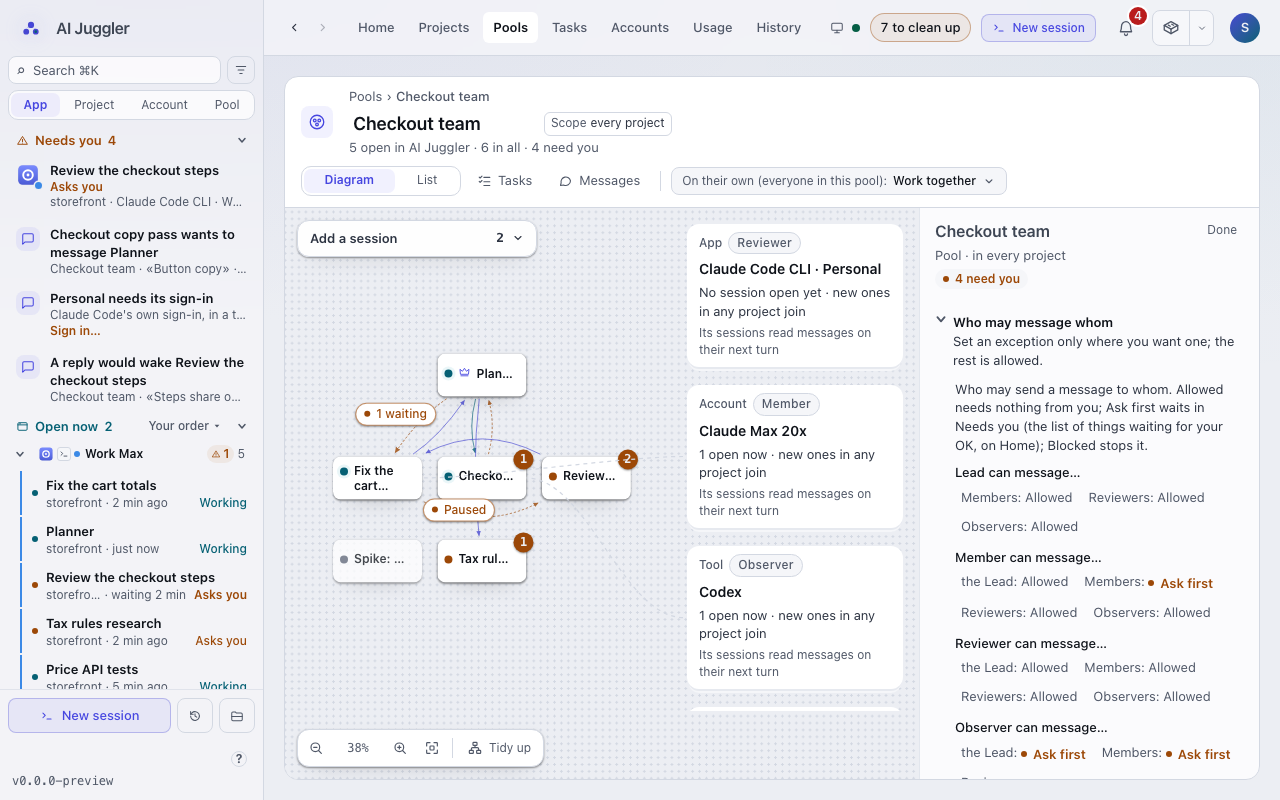 AI Juggler
Search ⌘K
App Project Account Pool
Needs you 4
Review the checkout steps
Asks you
storefront · Claude Code CLI · W...
Checkout copy pass wants to
message Planner
Checkout team · «Button copy» ·...
Personal needs its sign-in
Claude Code's own sign-in, in a t...
Sign in...
A reply would wake Review the
checkout steps
Checkout team · «Steps share o...
Open now 2 Your order
Work Max 1 5
Fix the cart totals
storefront · 2 min ago Working
Planner
storefront · just now Working
Review the checkout steps
storefro... · waiting 2 min Asks you
Tax rules research
storefront · 2 min ago Asks you
Price API tests
storefront · 5 min ago Working
New session
?
v0.0.0-preview
Home Projects Pools Tasks Accounts Usage History
7 to clean up
New session
4
S
Pools › Checkout team
Checkout team
Scope every project
5 open in AI Juggler · 6 in all · 4 need you
Diagram List Tasks Messages
On their own (everyone in this pool): Work together
Add a session 2
Plan...
1 waiting
Fix the
cart...
Checko...
1
Review...
2
Paused
Spike: ...
Tax rul...
1
38%
Tidy up
App Reviewer
Claude Code CLI · Personal
No session open yet · new ones
in any project join
Its sessions read messages on
their next turn
Account Member
Claude Max 20x
1 open now · new ones in any
project join
Its sessions read messages on
their next turn
Tool Observer
Codex
1 open now · new ones in any
project join
Its sessions read messages on
their next turn
Checkout team
Done
Pool · in every project
4 need you
Who may message whom
Set an exception only where you want one; the
rest is allowed.
Who may send a message to whom. Allowed
needs nothing from you; Ask first waits in
Needs you (the list of things waiting for your
OK, on Home); Blocked stops it.
Lead can message...
Members: Allowed Reviewers: Allowed
Observers: Allowed
Member can message...
the Lead: Allowed Members: Ask first
Reviewers: Allowed Observers: Allowed
Reviewer can message...
the Lead: Allowed Members: Allowed
Reviewers: Allowed Observers: Allowed
Observer can message...
the Lead: Ask first Members: Ask first